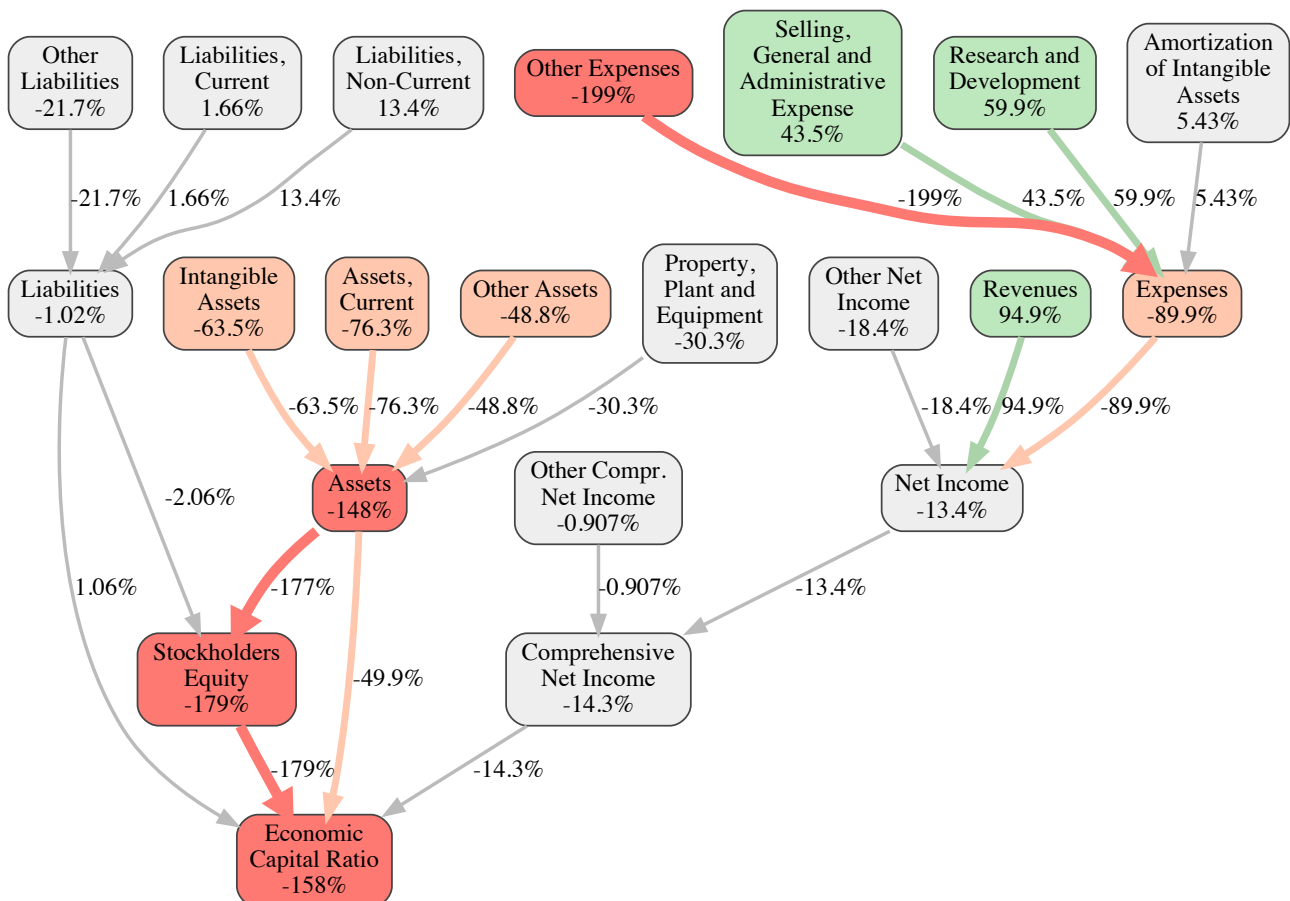 Other
Liabilities
-21.7%
Liabilities,
Current
1.66%
Liabilities,
Non-Current
13.4%
Other Expenses
-199%
Selling,
General and
Administrative
Expense
43.5%
Research and
Development
59.9%
Amortization
of Intangible
Assets
5.43%
-21.7%
1.66%
13.4%
-199%
43.5%
59.9%
5.43%
Liabilities
-1.02%
Intangible
Assets
-63.5%
Assets,
Current
-76.3%
Other Assets
-48.8%
Property,
Plant and
Equipment
-30.3%
Other Net
Income
-18.4%
Revenues
94.9%
Expenses
-89.9%
-63.5%
-76.3%
-48.8%
-30.3%
-18.4%
94.9%
-89.9%
-2.06%
Assets
-148%
Other Compr.
Net Income
-0.907%
Net Income
-13.4%
1.06%
-177%
-0.907%
-13.4%
Stockholders
Equity
-179%
-49.9%
Comprehensive
Net Income
-14.3%
-179%
-14.3%
Economic
Capital Ratio
-158%